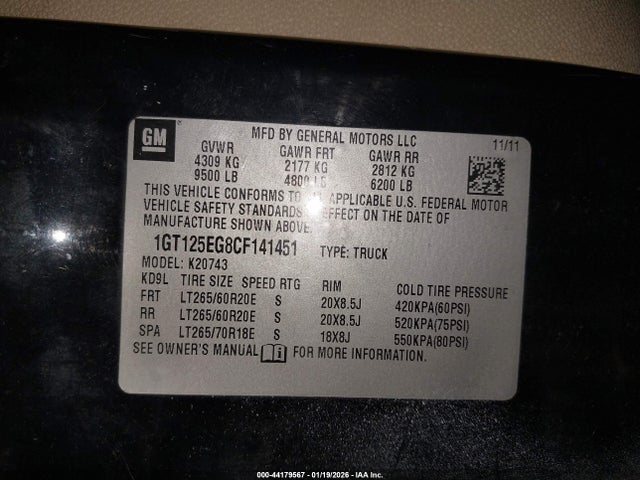 GM
MFD BY GENERAL MOTORS LLC
11/11
GVWR GAWR FRT GAWR RR
4309 KG 2177 KG 2812 KG
9500 LB 4800 LB 6200 LB
THIS VEHICLE CONFORMS TO ALL APPLICABLE U.S. FEDERAL MOTOR
VEHICLE SAFETY STANDARDS IN EFFECT ON THE DATE OF
MANUFACTURE SHOWN ABOVE.
1GT125EG8CF141451 TYPE: TRUCK
MODEL: K20743
KD9L TIRE SIZE SPEED RTG RIM COLD TIRE PRESSURE
FRT LT265/60R20E S 20X8.5J 420KPA(60PSI)
RR LT265/60R20E S 20X8.5J 520KPA(75PSI)
SPA LT265/70R18E S 18X8J 550KPA(80PSI)
SEE OWNER'S MANUAL FOR MORE INFORMATION.
000-44179567 - 01/19/2026 - IAA Inc.